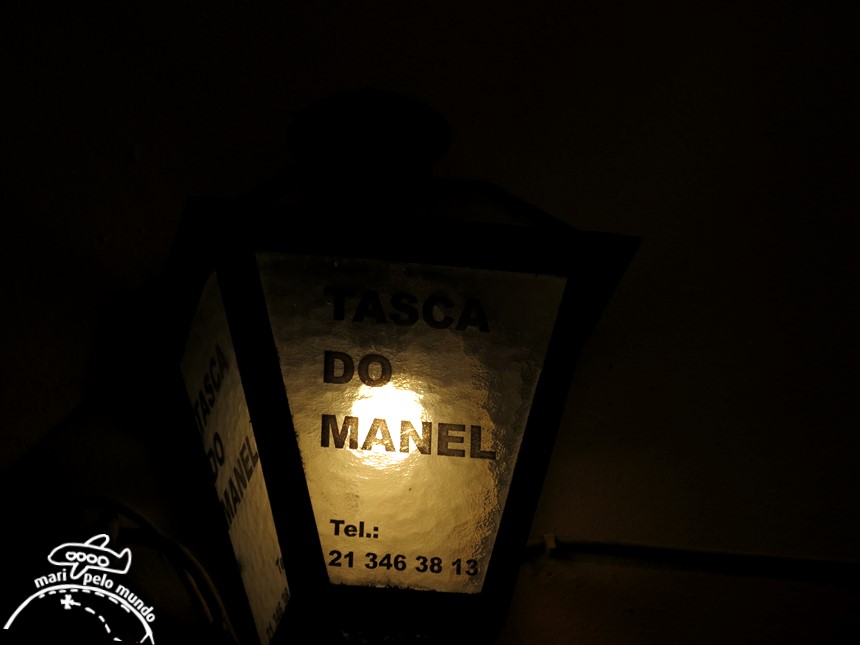 TASCA
DO
MANEL
Tel.:
21 346 38 13
TASCA
DO
MANEL
mari pelo mundo